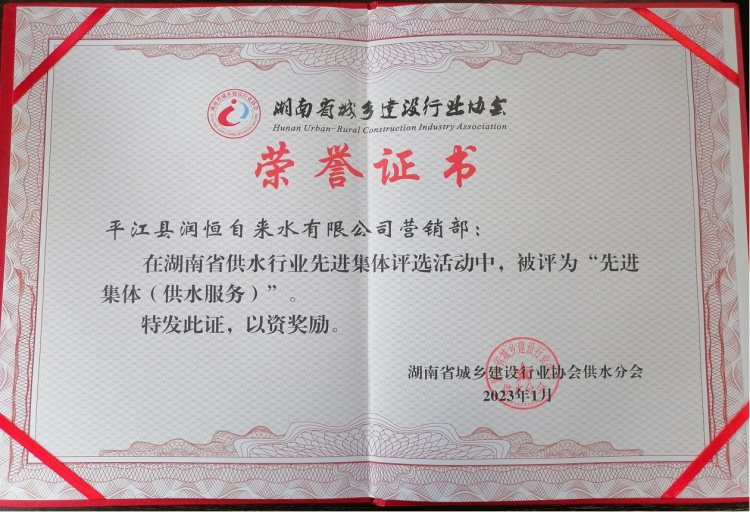 湖南省城乡建设行业协会
Hunan Urban-Rural Construction Industry Association
荣誉证书
平江县润恒自来水有限公司营销部：
在湖南省供水行业先进集体评选活动中，被评为“先进
集体（供水服务）”。
特发此证，以资奖励。
湖南省城乡建设行业协会供水分会
2023年1月